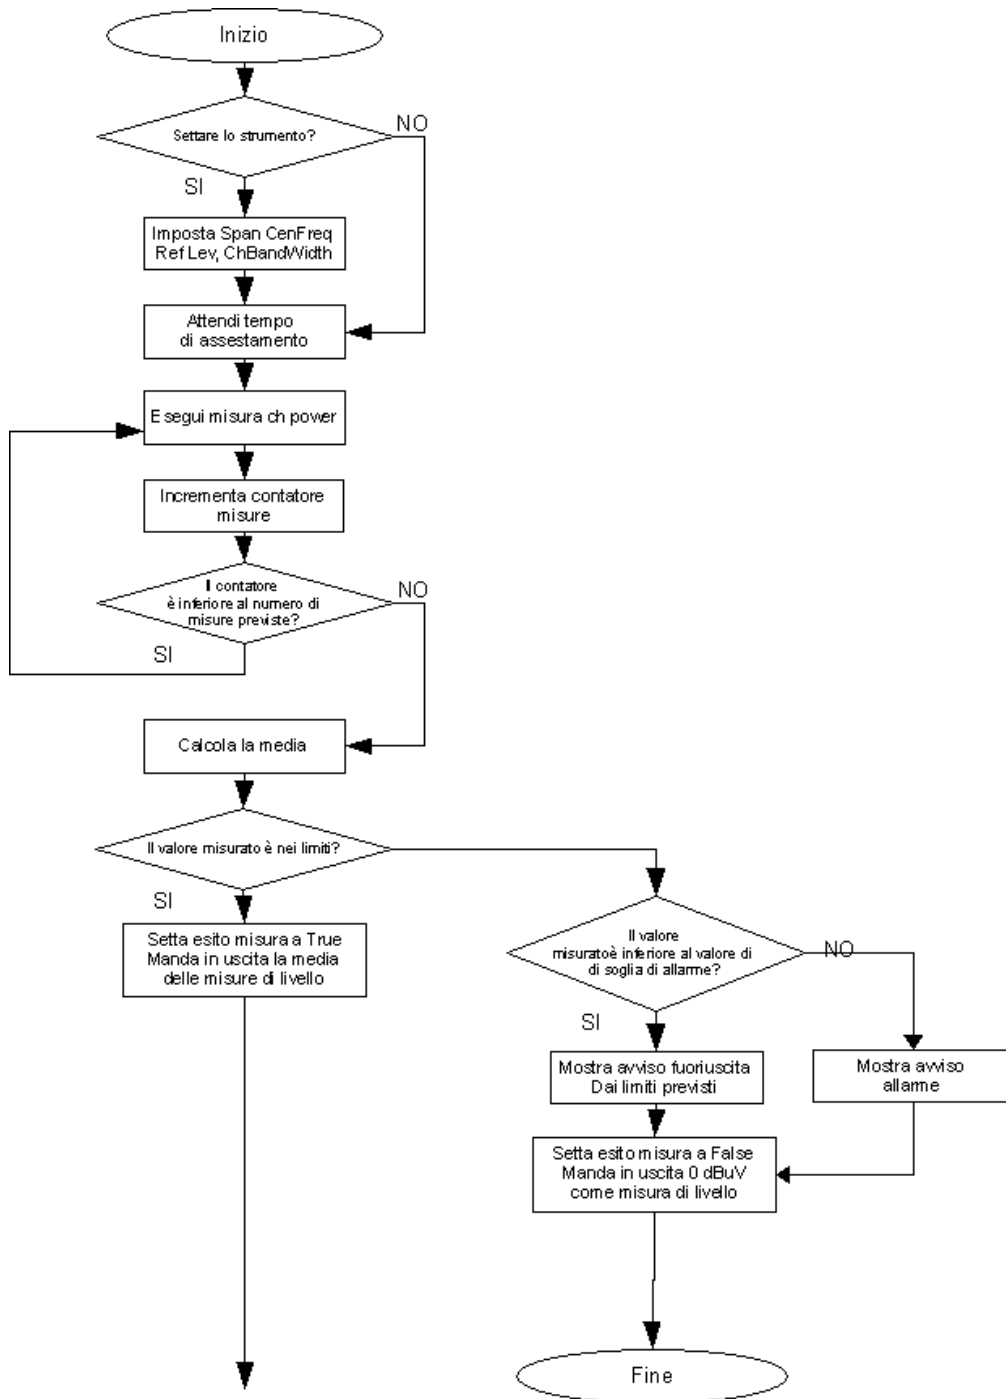 Inizio
Settare lo strumento?
NO
SI
Imposta Span CenFreq
Ref Lev, ChBandWidth
Attendi tempo
di assestamento
Esegui misura ch power
Incrementa contatore
misure
Il contatore
è inferiore al numero di
misure previste?
NO
SI
Calcola la media
Il valore misurato è nei limiti?
SI
Setta esito misura a True
Manda in uscita la media
delle misure di livello
Il valore
misuratoè inferiore al valore di
di soglia di allarme?
NO
SI
Mostra avviso fuoriuscita
Dai limiti previsti
Mostra avviso
allarme
Setta esito misura a False
Manda in uscita 0 dBuV
come misura di livello
Fine